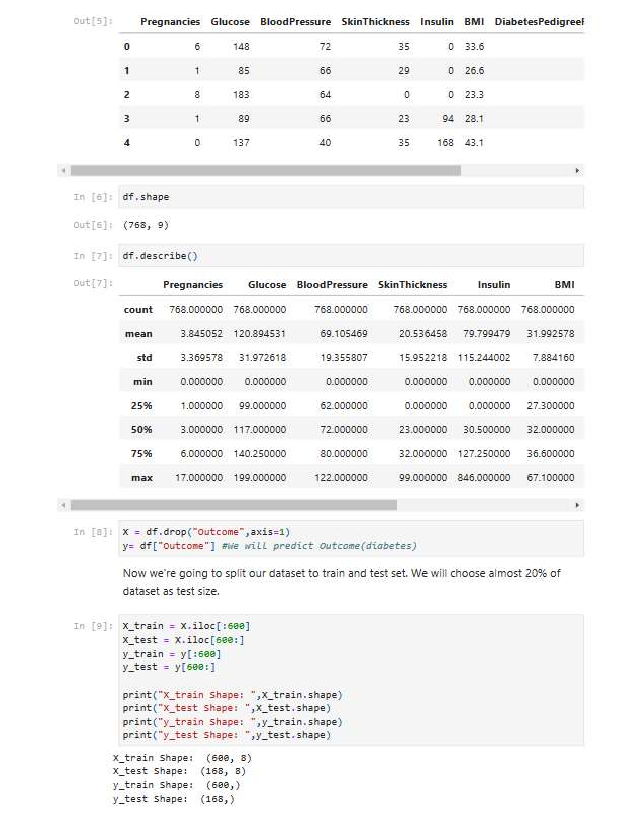 Out[5]: Pregnancies Glucose BloodPressure SkinThickness Insulin BMI DiabetesPedigreeF
0 6 148 72 35 0 33.6
1 1 85 66 29 0 26.6
2 8 183 64 0 0 23.3
3 1 89 66 23 94 28.1
4 0 137 40 35 168 43.1
In [6]: df.shape
Out[6]: (768, 9)
In [7]: df.describe()
Out[7]: Pregnancies Glucose BloodPressure SkinThickness Insulin BMI
count 768.000000 768.000000 768.000000 768.000000 768.000000 768.000000
mean 3.845052 120.894531 69.105469 20.536458 79.799479 31.992578
std 3.369578 31.972618 19.355807 15.952218 115.244002 7.884160
min 0.000000 0.000000 0.000000 0.000000 0.000000 0.000000
25% 1.000000 99.000000 62.000000 0.000000 0.000000 27.300000
50% 3.000000 117.000000 72.000000 23.000000 30.500000 32.000000
75% 6.000000 140.250000 80.000000 32.000000 127.250000 36.600000
max 17.000000 199.000000 122.000000 99.000000 846.000000 67.100000
In [8]: X = df.drop("Outcome",axis=1)
y= df["Outcome"] #We will predict Outcome(diabetes)
Now we're going to split our dataset to train and test set. We will choose almost 20% of
dataset as test size.
In [9]: X_train = X.iloc[:600]
X_test = X.iloc[600:]
y_train = y[:600]
y_test = y[600:]
print("X_train Shape: ",X_train.shape)
print("X_test Shape: ",X_test.shape)
print("y_train Shape: ",y_train.shape)
print("y_test Shape: ",y_test.shape)
X_train Shape:  (600, 8)
X_test Shape:  (168, 8)
y_train Shape:  (600,)
y_test Shape:  (168,)